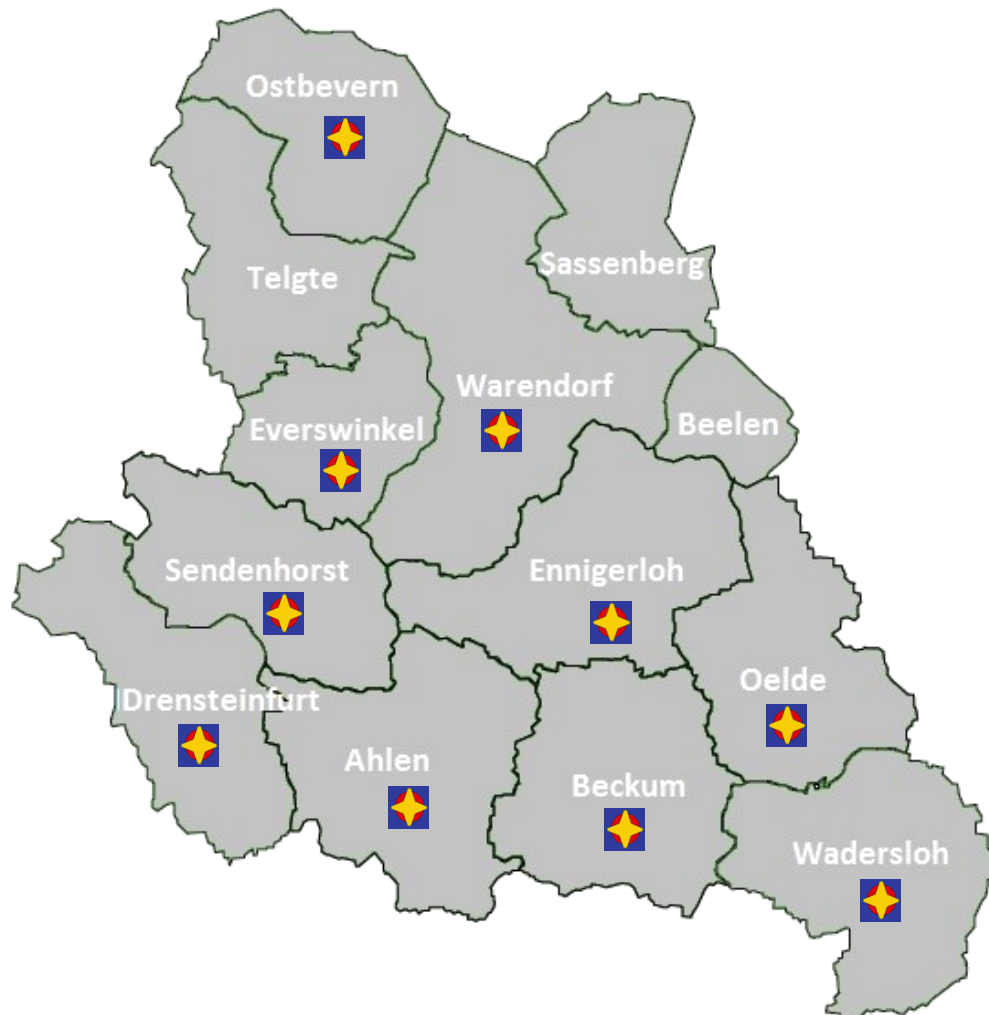 Ostbevern
Sassenberg
Telgte
Warendorf
Beelen
Everswinkel
Sendenhorst
Ennigerloh
Oelde
Drensteinfurt
Ahlen
Beckum
Wadersloh